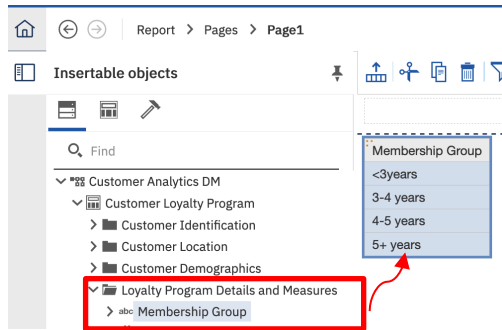 Report > Pages > Page1
Insertable objects
Find
Customer Analytics DM
Customer Loyalty Program
Customer Identification
Customer Location
Customer Demographics
Loyalty Program Details and Measures
abc Membership Group
Membership Group
<3years
3-4 years
4-5 years
5+ years